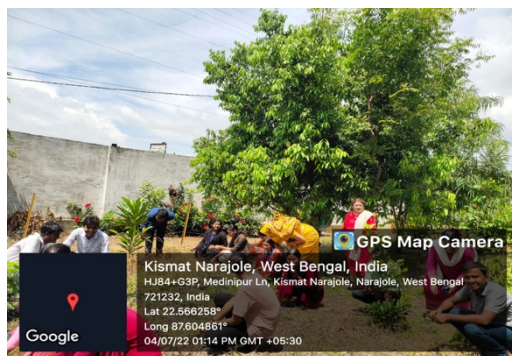 GPS Map Camera
Kismat Narajole, West Bengal, India
HJ84+G3P, Medinipur Ln, Kismat Narajole, Narajole, West Bengal
721232, India
Lat 22.566258°
Long 87.604861°
04/07/22 01:14 PM GMT +05:30
Google